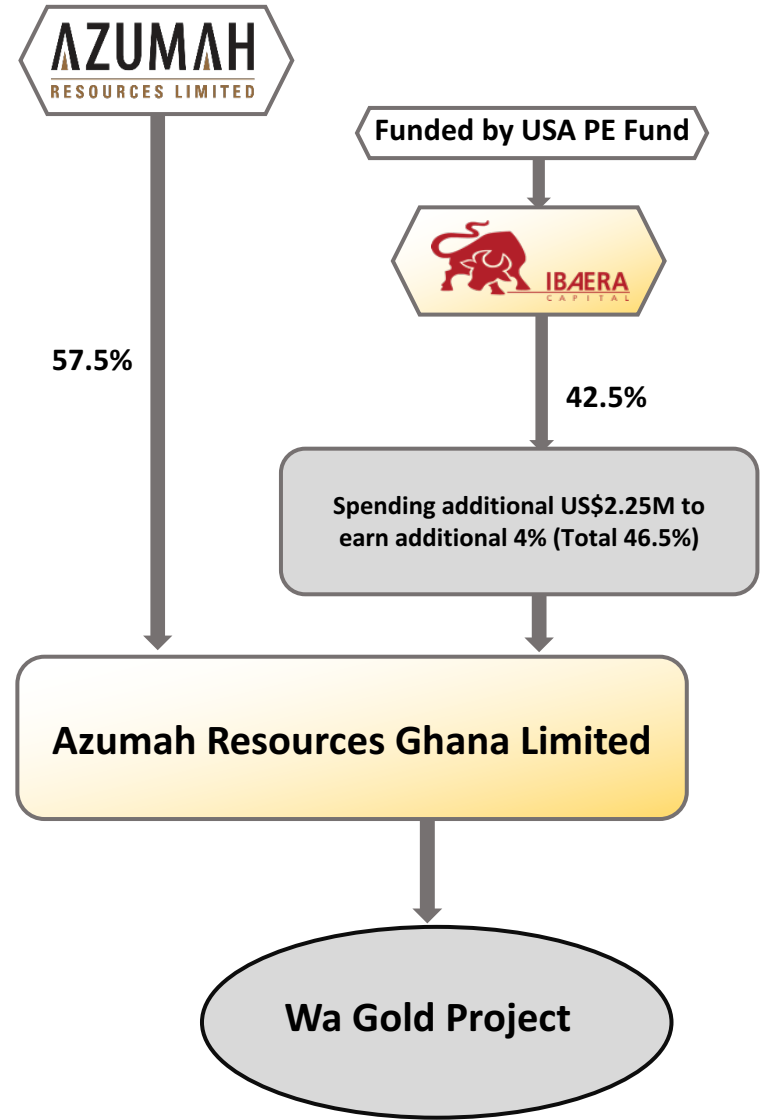 AZUMAH
RESOURCES LIMITED
Funded by USA PE Fund
IBAERA
CAPITAL
57.5%
42.5%
Spending additional US$2.25M to
earn additional 4% (Total 46.5%)
Azumah Resources Ghana Limited
Wa Gold Project